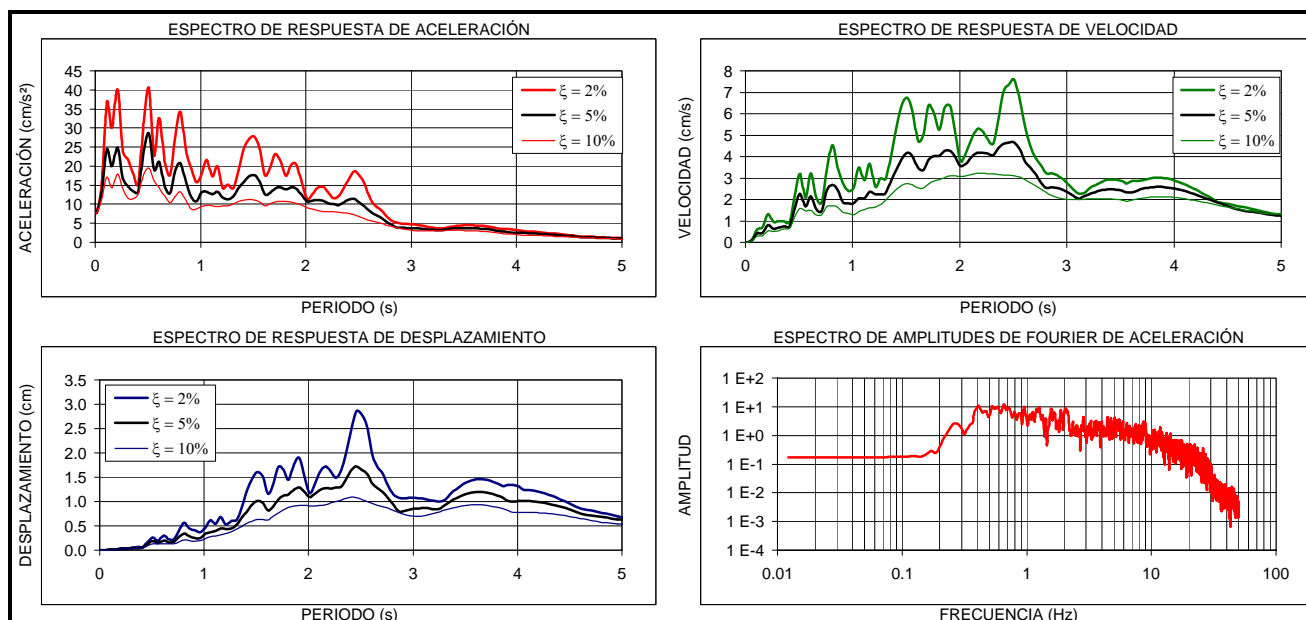 ESPECTRO DE RESPUESTA DE ACELERACIÓN
45
40
35
30
25
20
15
10
5
0
ACELERACIÓN (cm/s²)
0 1 2 3 4 5
PERIODO (s)
ξ = 2%
ξ = 5%
ξ = 10%
ESPECTRO DE RESPUESTA DE VELOCIDAD
8
7
6
5
4
3
2
1
0
VELOCIDAD (cm/s)
0 1 2 3 4 5
PERIODO (s)
ξ = 2%
ξ = 5%
ξ = 10%
ESPECTRO DE RESPUESTA DE DESPLAZAMIENTO
3.5
3.0
2.5
2.0
1.5
1.0
0.5
0.0
DESPLAZAMIENTO (cm)
0 1 2 3 4 5
PERIODO (s)
ξ = 2%
ξ = 5%
ξ = 10%
ESPECTRO DE AMPLITUDES DE FOURIER DE ACELERACIÓN
1 E+2
1 E+1
1 E+0
1 E-1
1 E-2
1 E-3
1 E-4
AMPLITUD
0.01 0.1 1 10 100
FRECUENCIA (Hz)